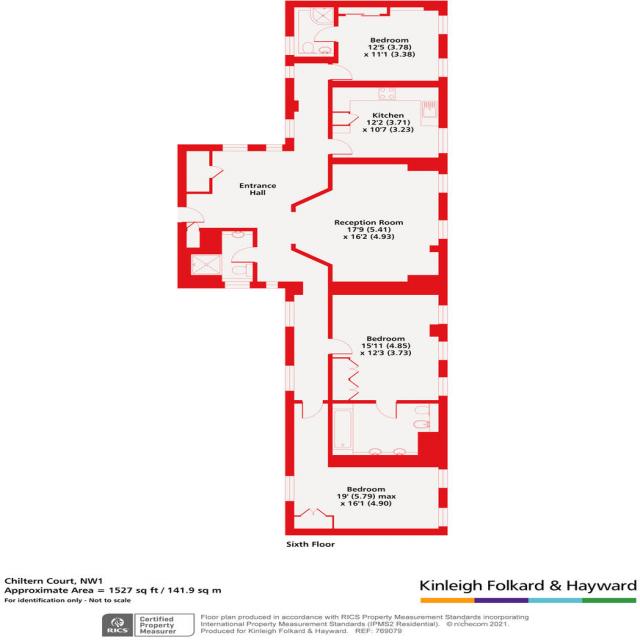 Bedroom
12'5 (3.78)
x 11'1 (3.38)
Kitchen
12'2 (3.71)
x 10'7 (3.23)
Entrance
Hall
Reception Room
17'9 (5.41)
x 16'2 (4.93)
Bedroom
15'11 (4.85)
x 12'3 (3.73)
Bedroom
19' (5.79) max
x 16'1 (4.90)
Sixth Floor
Chiltern Court, NW1
Approximate Area = 1527 sq ft / 141.9 sq m
For identification only - Not to scale
Kinleigh Folkard & Hayward
RICS
Certified
Property
Measurer
Floor plan produced in accordance with RICS Property Measurement Standards incorporating
International Property Measurement Standards (IPMS2 Residential). © nichecom 2021.
Produced for Kinleigh Folkard & Hayward. REF: 769079